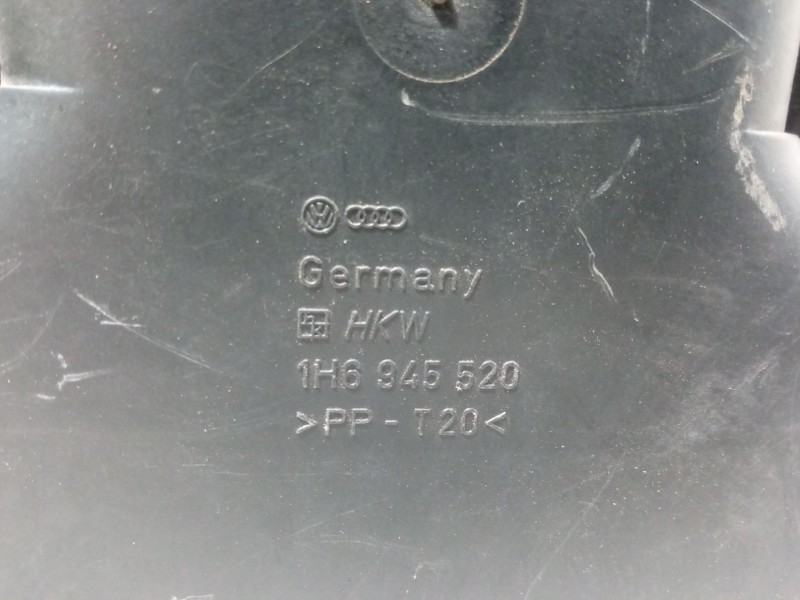 Germany
HKW
1H6 945 520
>PP - T20<